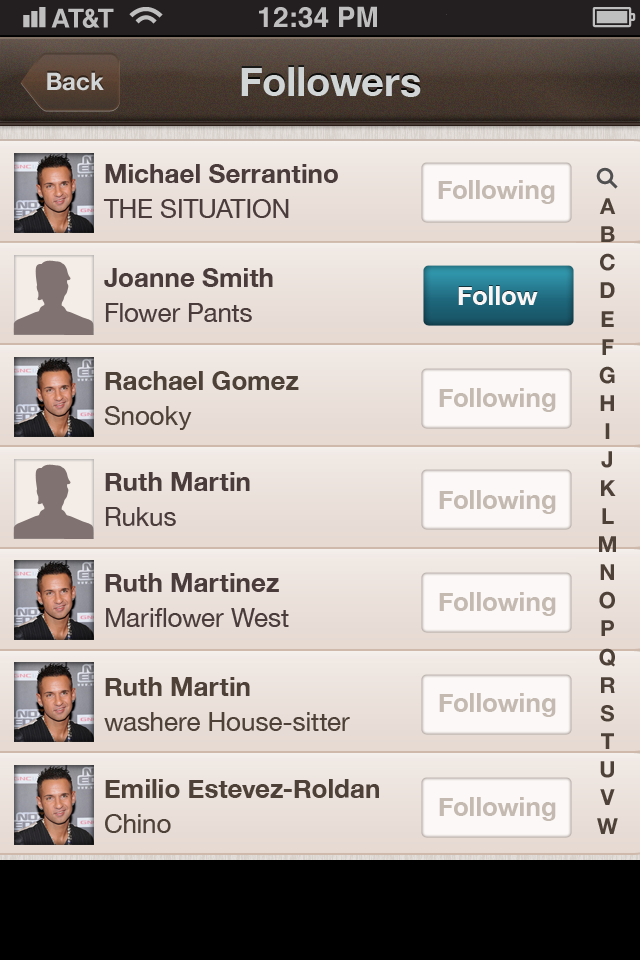 AT&T 12:34 PM
Back
Followers
Michael Serrantino
THE SITUATION
Following
Joanne Smith
Flower Pants
Follow
Rachael Gomez
Snooky
Following
Ruth Martin
Rukus
Following
Ruth Martinez
Mariflower West
Following
Ruth Martin
washere House-sitter
Following
Emilio Estevez-Roldan
Chino
Following
A
B
C
D
E
F
G
H
I
J
K
L
M
N
O
P
Q
R
S
T
U
V
W